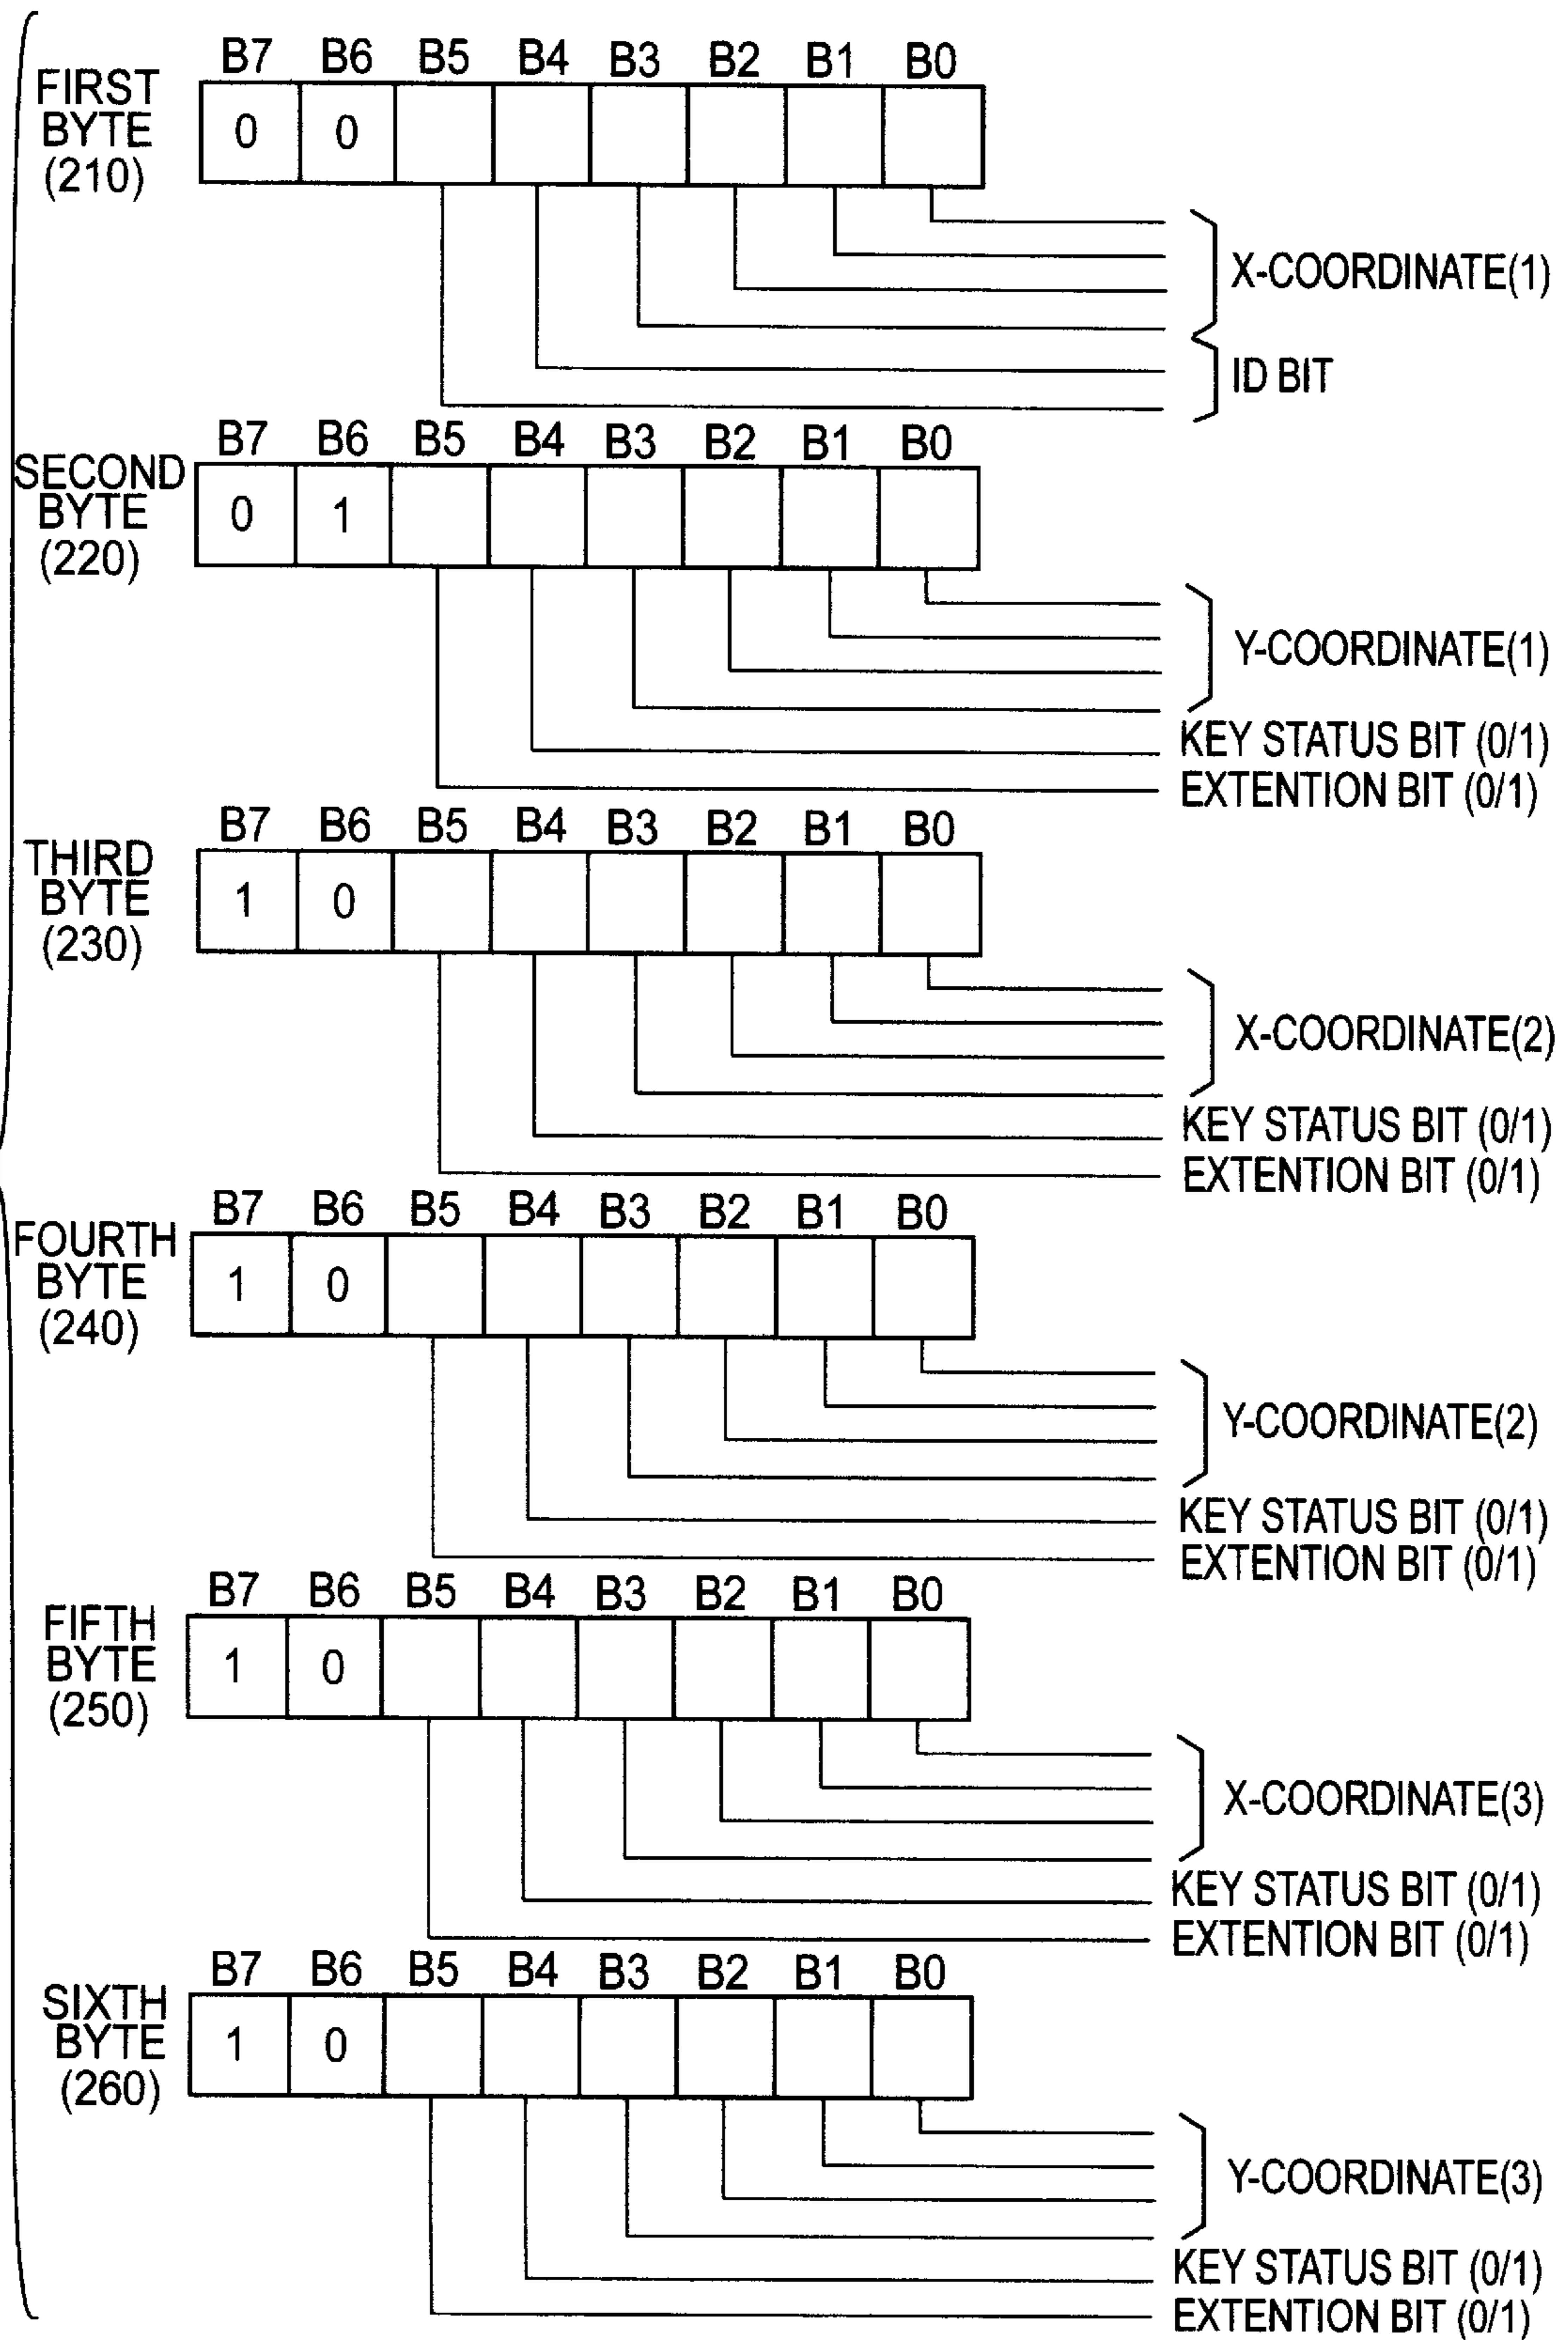 B7 B6 B5 B4 B3 B2 B1 B0
FIRST
BYTE
(210)
0 0
X-COORDINATE(1)
ID BIT
B7 B6 B5 B4 B3 B2 B1 B0
SECOND
BYTE
(220)
0 1
Y-COORDINATE(1)
KEY STATUS BIT (0/1)
EXTENTION BIT (0/1)
B7 B6 B5 B4 B3 B2 B1 B0
THIRD
BYTE
(230)
1 0
X-COORDINATE(2)
KEY STATUS BIT (0/1)
EXTENTION BIT (0/1)
B7 B6 B5 B4 B3 B2 B1 B0
FOURTH
BYTE
(240)
1 0
Y-COORDINATE(2)
KEY STATUS BIT (0/1)
EXTENTION BIT (0/1)
B7 B6 B5 B4 B3 B2 B1 B0
FIFTH
BYTE
(250)
1 0
X-COORDINATE(3)
KEY STATUS BIT (0/1)
EXTENTION BIT (0/1)
B7 B6 B5 B4 B3 B2 B1 B0
SIXTH
BYTE
(260)
1 0
Y-COORDINATE(3)
KEY STATUS BIT (0/1)
EXTENTION BIT (0/1)